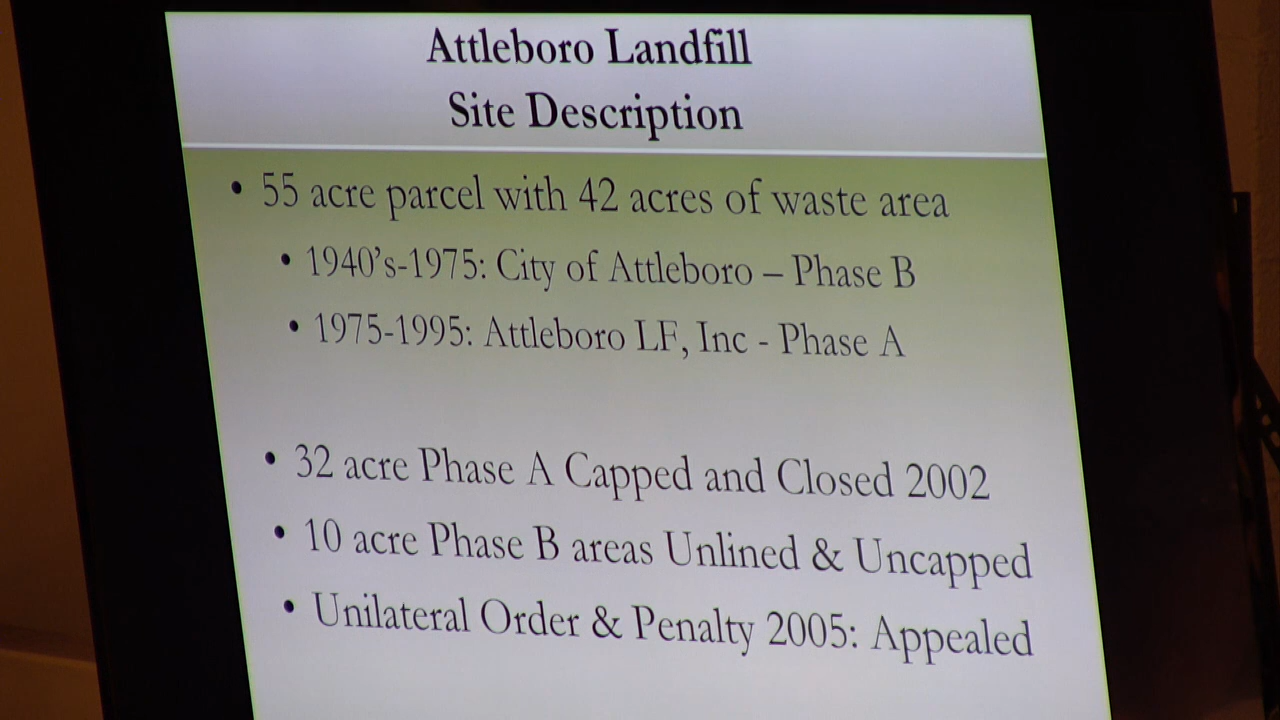 Attleboro Landfill
Site Description
• 55 acre parcel with 42 acres of waste area
• 1940's-1975: City of Attleboro – Phase B
• 1975-1995: Attleboro LF, Inc - Phase A
• 32 acre Phase A Capped and Closed 2002
• 10 acre Phase B areas Unlined & Uncapped
• Unilateral Order & Penalty 2005: Appealed